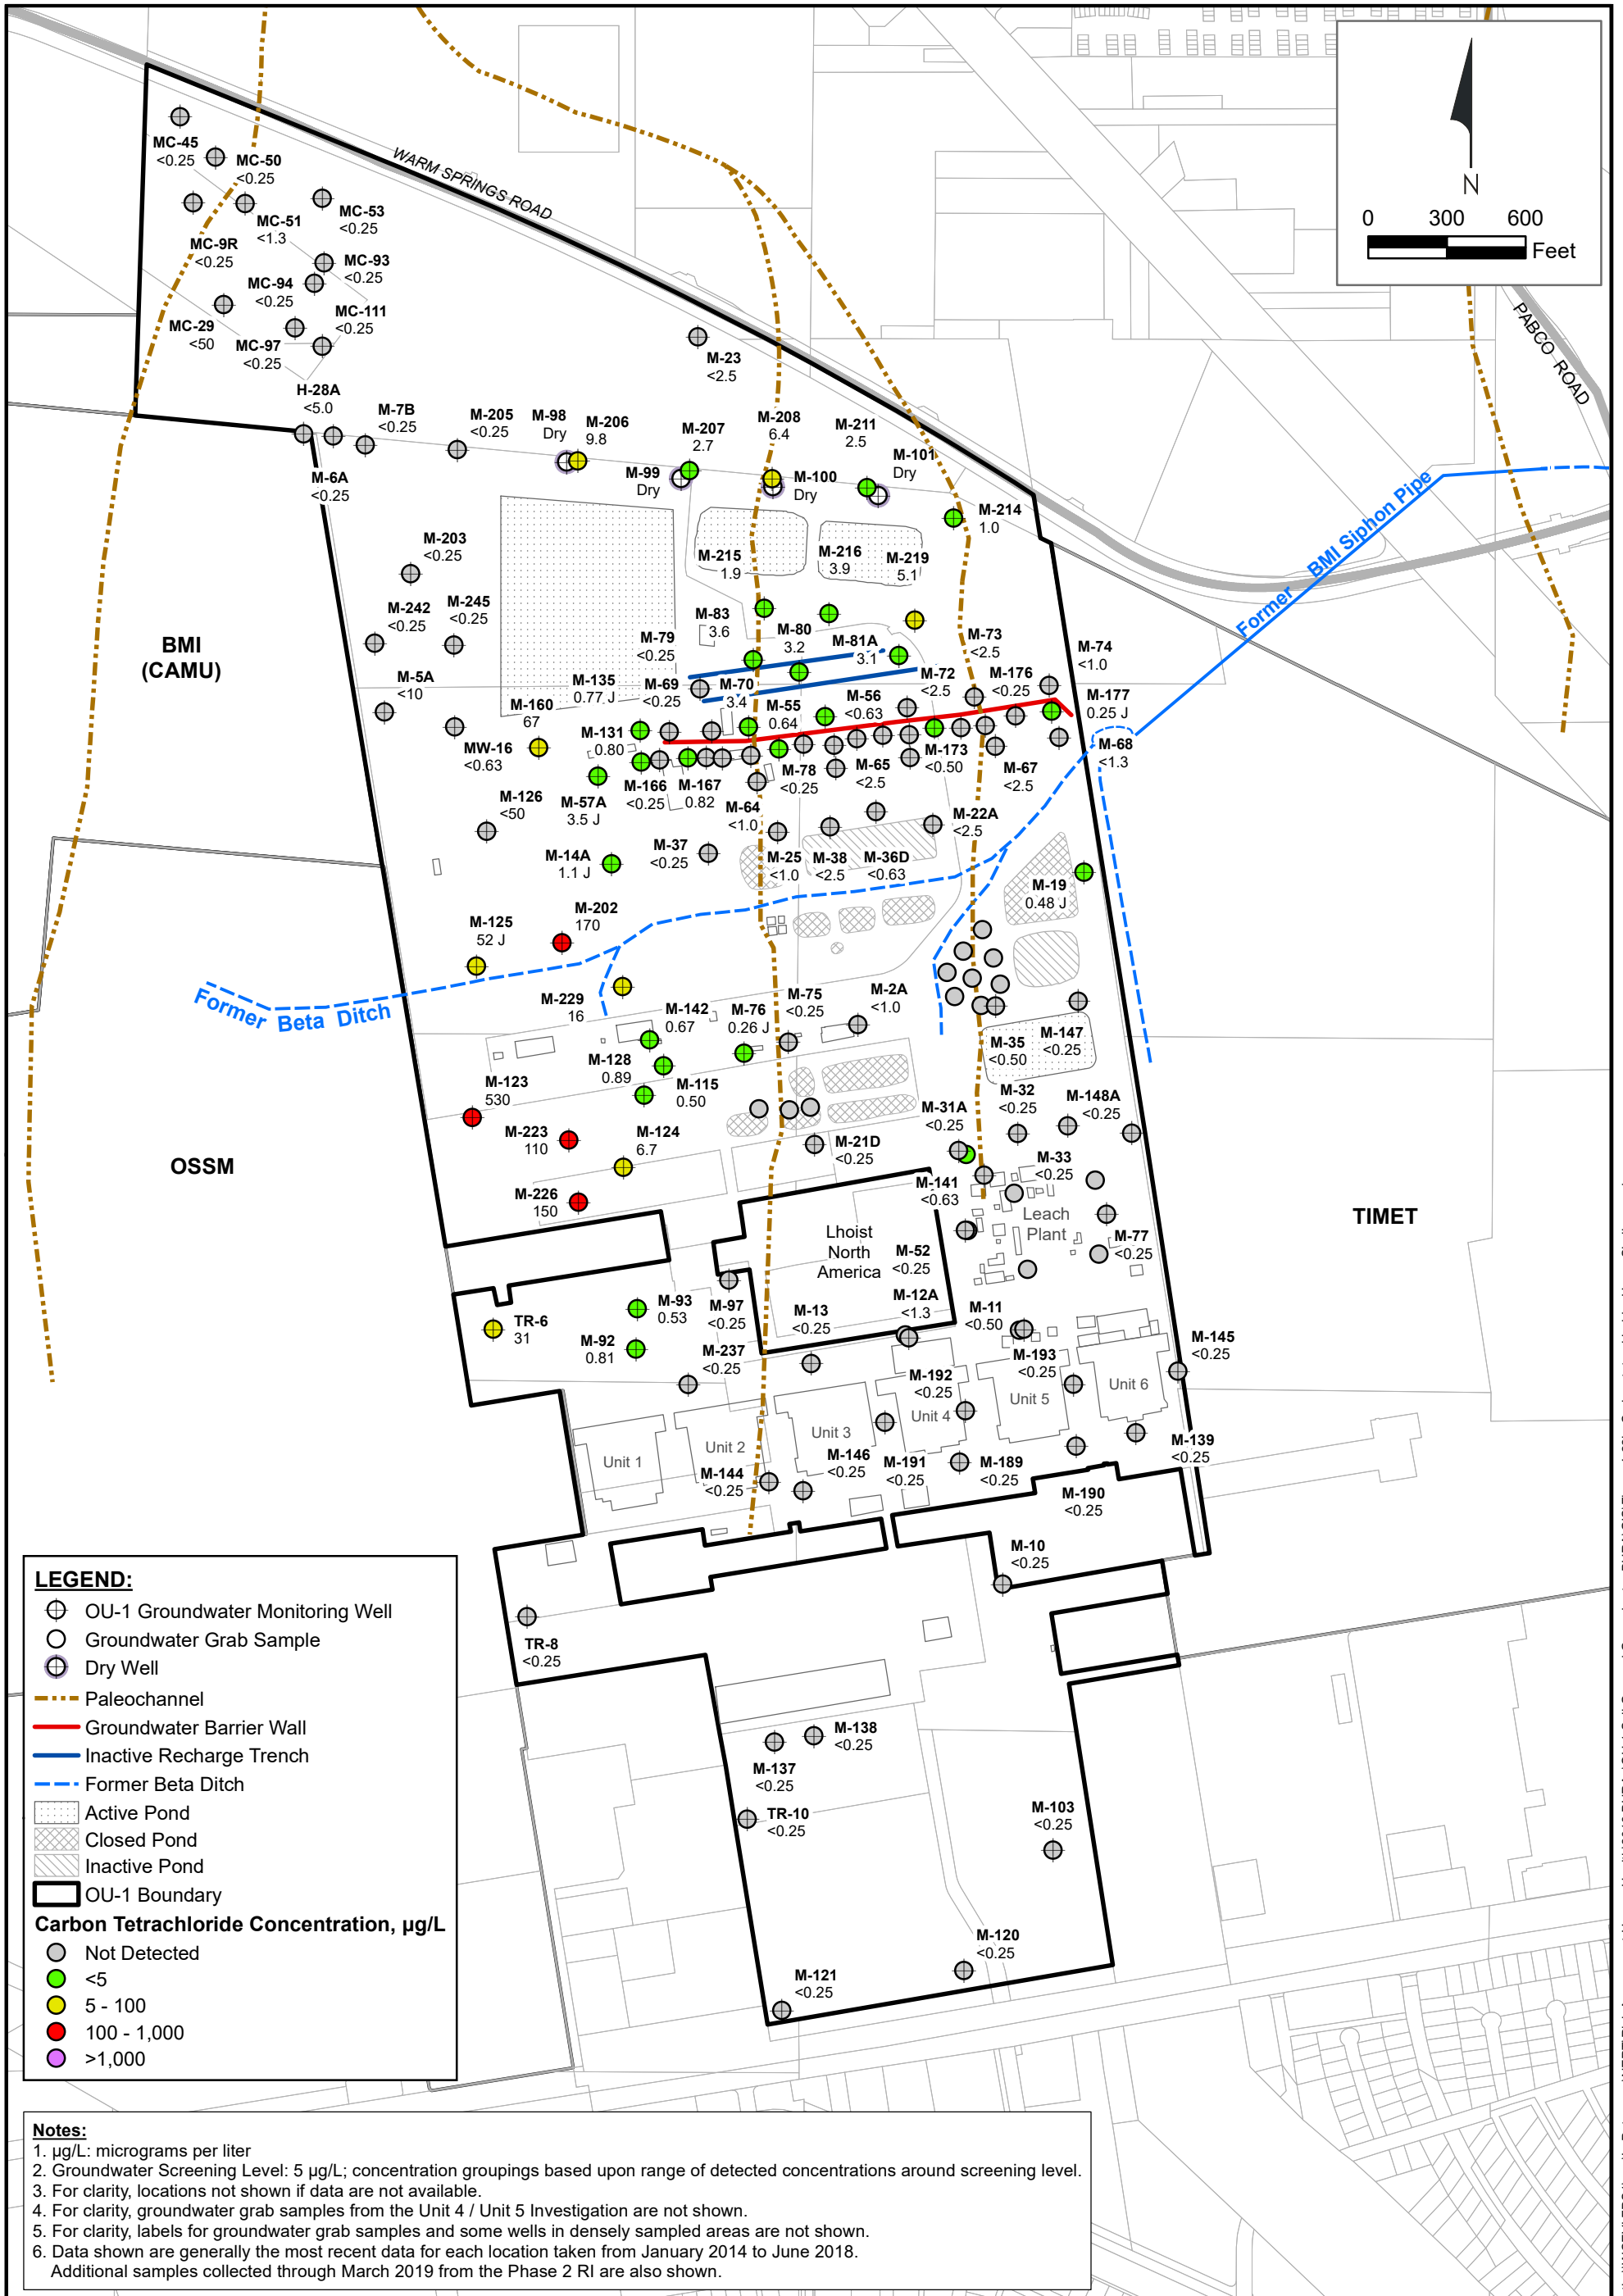 WARM SPRINGS ROAD
N
0 300 600
Feet
PABCO ROAD
MC-45
<0.25
MC-50
<0.25
MC-51
<1.3
MC-53
<0.25
MC-9R
<0.25
MC-93
<0.25
MC-94
<0.25
MC-111
<0.25
MC-29
<50
MC-97
<0.25
M-23
<2.5
H-28A
<5.0
M-7B
<0.25
M-205
<0.25
M-98
Dry
M-206
9.8
M-207
2.7
M-208
6.4
M-211
2.5
M-101
Dry
M-6A
<0.25
M-99
Dry
M-100
Dry
M-214
1.0
Former BMI Siphon Pipe
M-203
<0.25
M-215
1.9
M-216
3.9
M-219
5.1
M-242
<0.25
M-245
<0.25
M-83
3.6
M-79
<0.25
M-80
3.2
M-81A
3.1
M-73
<2.5
M-74
<1.0
BMI
(CAMU)
M-5A
<10
M-135
0.77 J
M-69
<0.25
M-70
3.4
M-72
<2.5
M-176
<0.25
M-177
0.25 J
M-160
67
M-55
0.64
M-56
<0.63
M-131
0.80
MW-16
<0.63
M-173
<0.50
M-68
<1.3
M-78
<0.25
M-65
<2.5
M-67
<2.5
M-126
<50
M-57A
3.5 J
M-166
<0.25
M-167
0.82
M-64
<1.0
M-22A
<2.5
M-14A
1.1 J
M-37
<0.25
M-25
<1.0
M-38
<2.5
M-36D
<0.63
M-19
0.48 J
M-125
52 J
M-202
170
Former Beta Ditch
M-229
16
M-142
0.67
M-76
0.26 J
M-75
<0.25
M-2A
<1.0
M-35
<0.50
M-147
<0.25
M-128
0.89
M-115
0.50
M-123
530
M-32
<0.25
M-148A
<0.25
M-31A
<0.25
M-223
110
M-124
6.7
M-21D
<0.25
M-33
<0.25
OSSM
M-226
150
M-141
<0.63
Leach
Plant
TIMET
Lhoist
North
America
M-52
<0.25
M-77
<0.25
M-12A
<1.3
TR-6
31
M-93
0.53
M-97
<0.25
M-13
<0.25
M-11
<0.50
M-92
0.81
M-237
<0.25
M-145
<0.25
M-193
<0.25
M-192
<0.25
Unit 6
Unit 5
Unit 4
Unit 3
Unit 2
Unit 1
M-144
<0.25
M-146
<0.25
M-191
<0.25
M-189
<0.25
M-139
<0.25
M-190
<0.25
M-10
<0.25
TR-8
<0.25
M-138
<0.25
M-137
<0.25
TR-10
<0.25
M-103
<0.25
M-120
<0.25
M-121
<0.25
LEGEND:
OU-1 Groundwater Monitoring Well
Groundwater Grab Sample
Dry Well
Paleochannel
Groundwater Barrier Wall
Inactive Recharge Trench
Former Beta Ditch
Active Pond
Closed Pond
Inactive Pond
OU-1 Boundary
Carbon Tetrachloride Concentration, µg/L
Not Detected
<5
5 - 100
100 - 1,000
>1,000
Notes:
1. µg/L: micrograms per liter
2. Groundwater Screening Level: 5 µg/L; concentration groupings based upon range of detected concentrations around screening level.
3. For clarity, locations not shown if data are not available.
4. For clarity, groundwater grab samples from the Unit 4 / Unit 5 Investigation are not shown.
5. For clarity, labels for groundwater grab samples and some wells in densely sampled areas are not shown.
6. Data shown are generally the most recent data for each location taken from January 2014 to June 2018.
Additional samples collected through March 2019 from the Phase 2 RI are also shown.